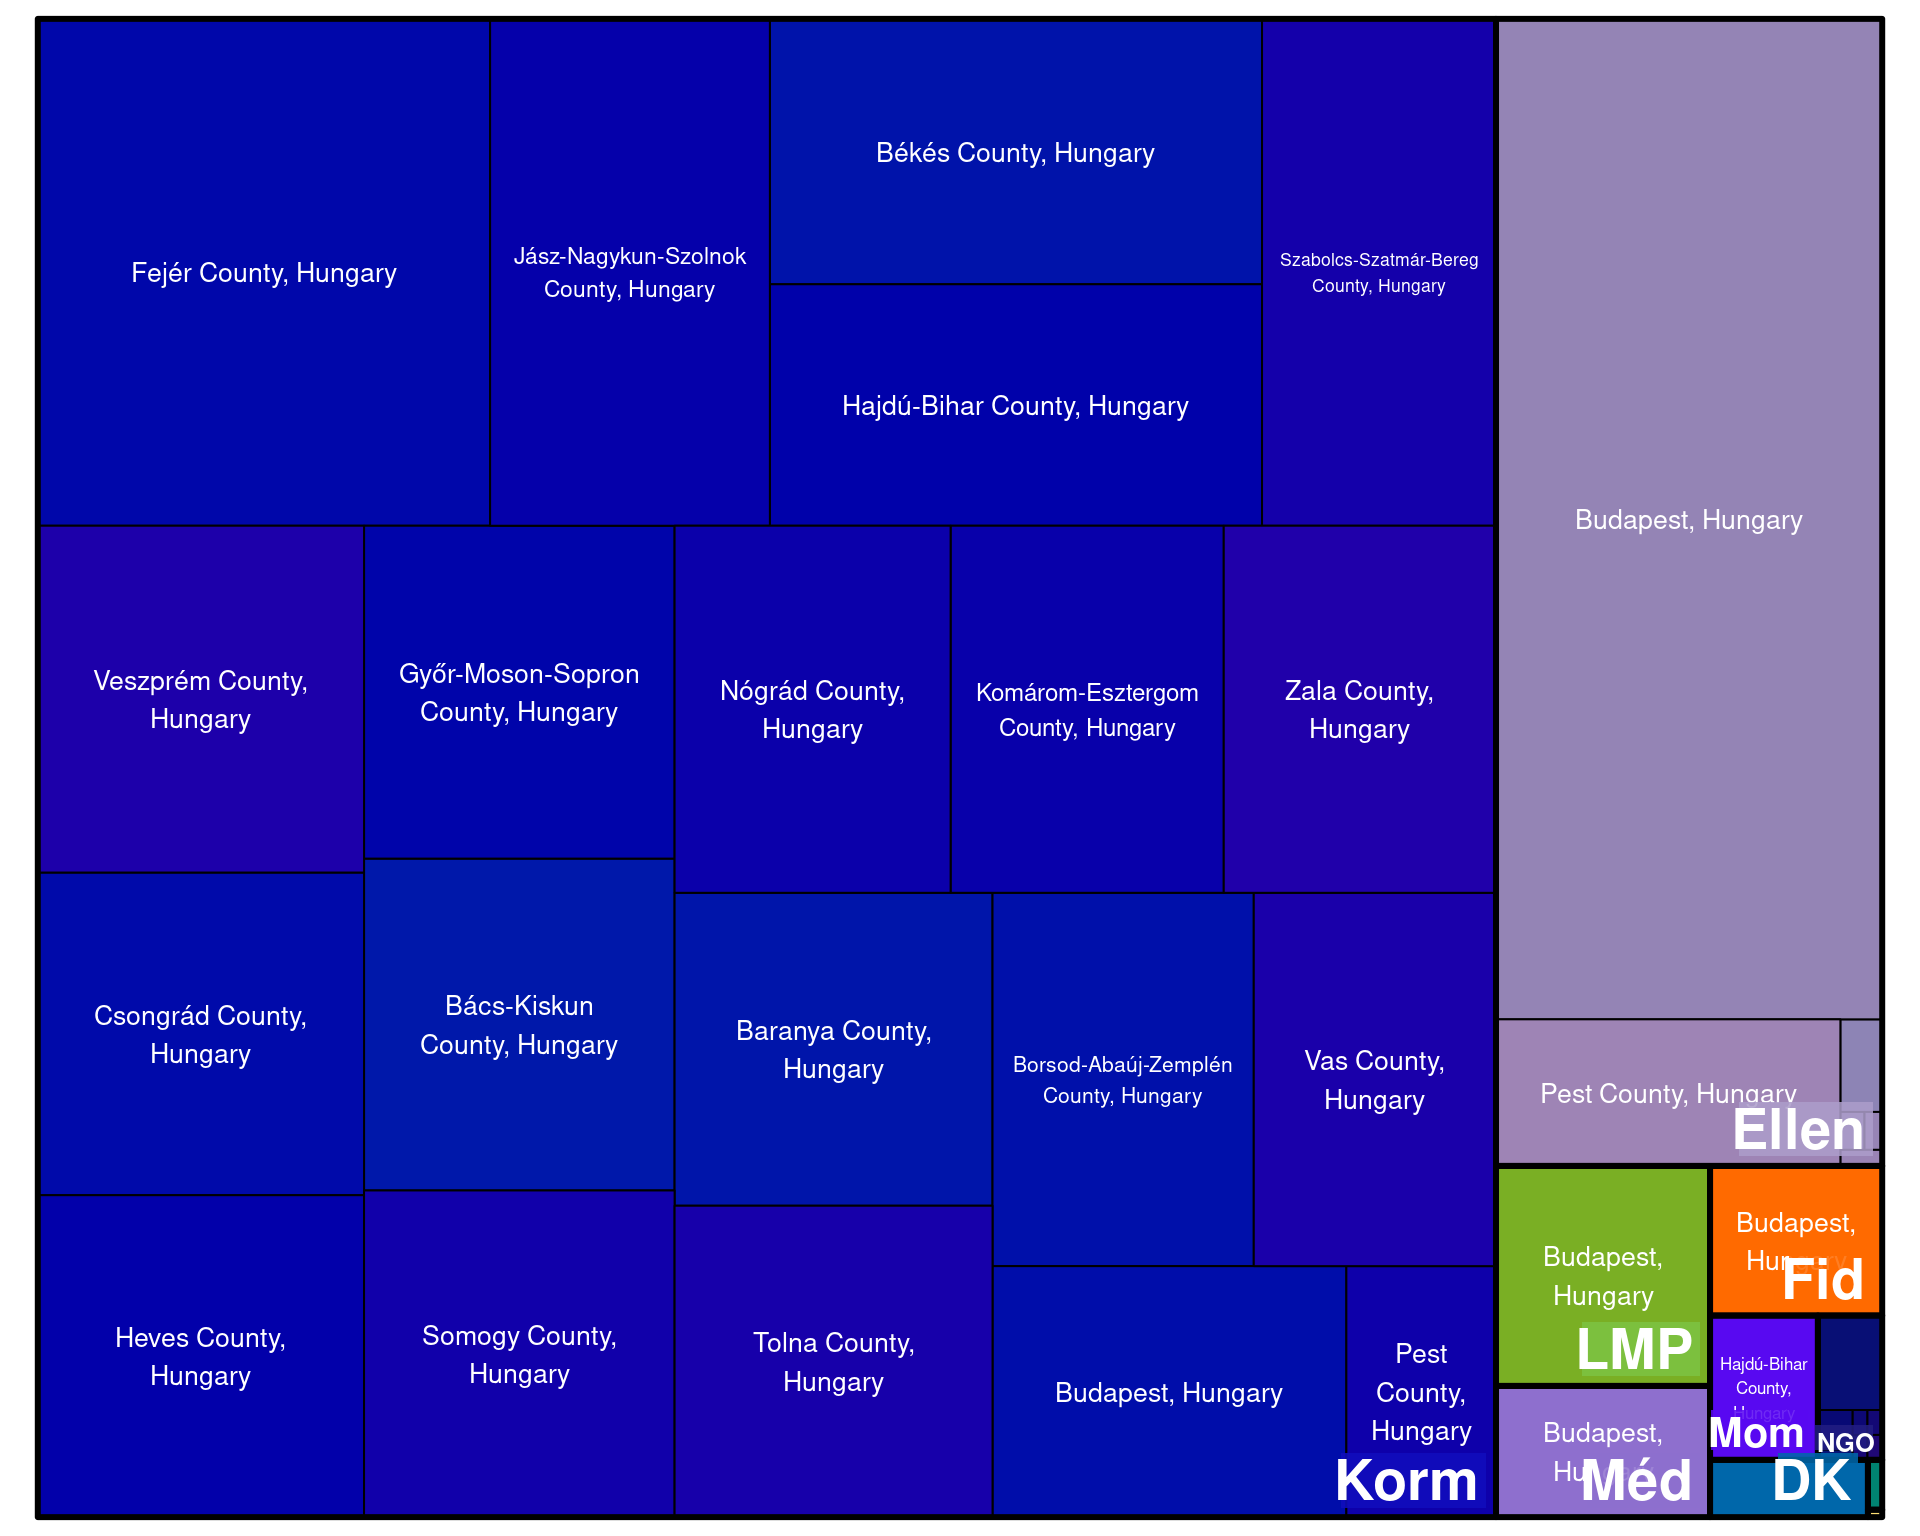 Fejér County, Hungary
Jász-Nagykun-Szolnok
County, Hungary
Békés County, Hungary
Hajdú-Bihar County, Hungary
Szabolcs-Szatmár-Bereg
County, Hungary
Budapest, Hungary
Veszprém County,
Hungary
Győr-Moson-Sopron
County, Hungary
Nógrád County,
Hungary
Komárom-Esztergom
County, Hungary
Zala County,
Hungary
Csongrád County,
Hungary
Bács-Kiskun
County, Hungary
Baranya County,
Hungary
Borsod-Abaúj-Zemplén
County, Hungary
Vas County,
Hungary
Heves County,
Hungary
Somogy County,
Hungary
Tolna County,
Hungary
Budapest, Hungary
Pest
County,
Hungary
Korm
Pest County, Hungary
Ellen
Budapest,
Hungary
LMP
Budapest,
Hungary
Fid
Hajdú-Bihar
County,
Hungary
Mom
NGO
Budapest,
Méd
DK